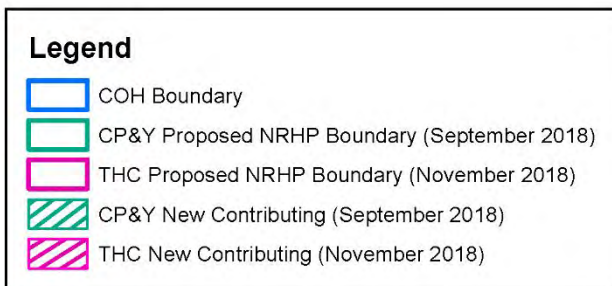 Legend
COH Boundary
CP&Y Proposed NRHP Boundary (September 2018)
THC Proposed NRHP Boundary (November 2018)
CP&Y New Contributing (September 2018)
THC New Contributing (November 2018)